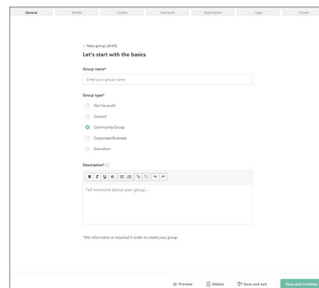 General Details Groups Insurance Applications Logo Emails
< New group (draft)
Let's start with the basics
Group name*
Enter your group name
Group type*
Not for profit
Council
Community Group
Corporate/Business
Education
Description*
B I U S
Tell everyone about your group...
*this information is required in order to create your group
Preview Delete Save and exit Save and continue